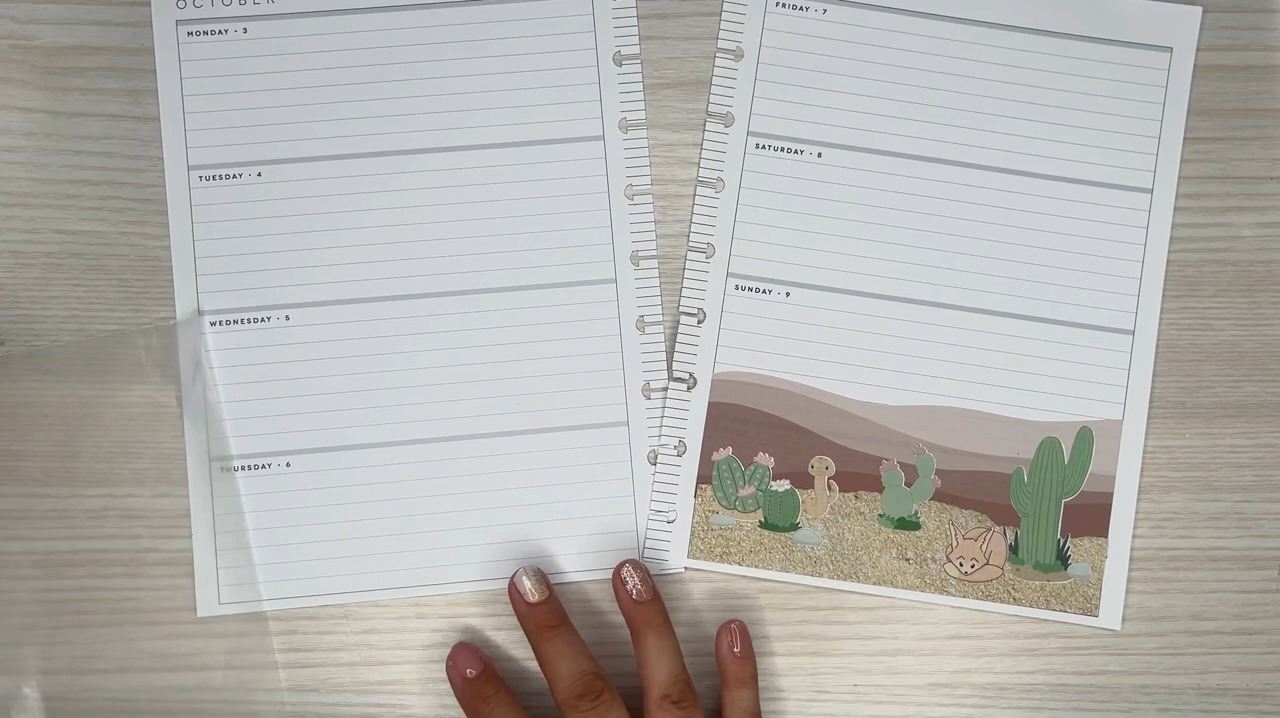 OCTOBER
MONDAY • 3
TUESDAY • 4
WEDNESDAY • 5
THURSDAY • 6
FRIDAY • 7
SATURDAY • 8
SUNDAY • 9